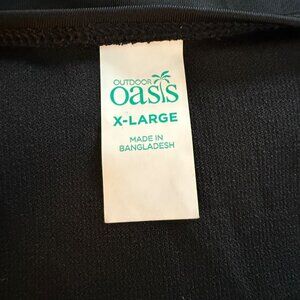 OUTDOOR
oasis
X-LARGE
MADE IN
BANGLADESH